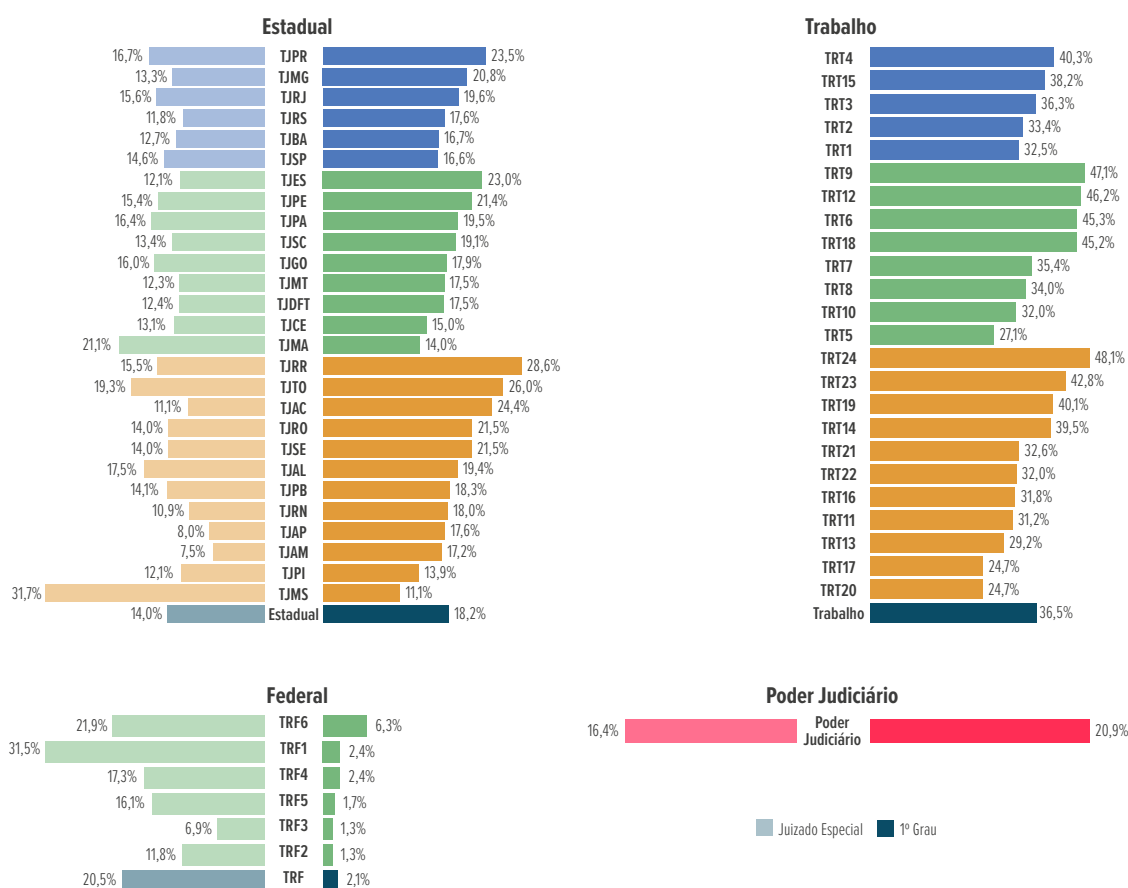 Estadual
16,7% TJPR 23,5%
13,3% TJMG 20,8%
15,6% TJRJ 19,6%
11,8% TJRS 17,6%
12,7% TJBA 16,7%
14,6% TJSP 16,6%
12,1% TJES 23,0%
15,4% TJPE 21,4%
16,4% TJPA 19,5%
13,4% TJSC 19,1%
16,0% TJGO 17,9%
12,3% TJMT 17,5%
12,4% TJDFT 17,5%
13,1% TJCE 15,0%
21,1% TJMA 14,0%
15,5% TJRR 28,6%
19,3% TJTO 26,0%
11,1% TJAC 24,4%
14,0% TJRO 21,5%
14,0% TJSE 21,5%
17,5% TJAL 19,4%
14,1% TJPB 18,3%
10,9% TJRN 18,0%
8,0% TJAP 17,6%
7,5% TJAM 17,2%
12,1% TJPI 13,9%
31,7% TJMS 11,1%
14,0% Estadual 18,2%
Trabalho
TRT4 40,3%
TRT15 38,2%
TRT3 36,3%
TRT2 33,4%
TRT1 32,5%
TRT9 47,1%
TRT12 46,2%
TRT6 45,3%
TRT18 45,2%
TRT7 35,4%
TRT8 34,0%
TRT10 32,0%
TRT5 27,1%
TRT24 48,1%
TRT23 42,8%
TRT19 40,1%
TRT14 39,5%
TRT21 32,6%
TRT22 32,0%
TRT16 31,8%
TRT11 31,2%
TRT13 29,2%
TRT17 24,7%
TRT20 24,7%
Trabalho 36,5%
Federal
21,9% TRF6 6,3%
31,5% TRF1 2,4%
17,3% TRF4 2,4%
16,1% TRF5 1,7%
6,9% TRF3 1,3%
11,8% TRF2 1,3%
20,5% TRF 2,1%
Poder Judiciário
16,4% Poder 20,9%
Judiciário
Juizado Especial 1º Grau